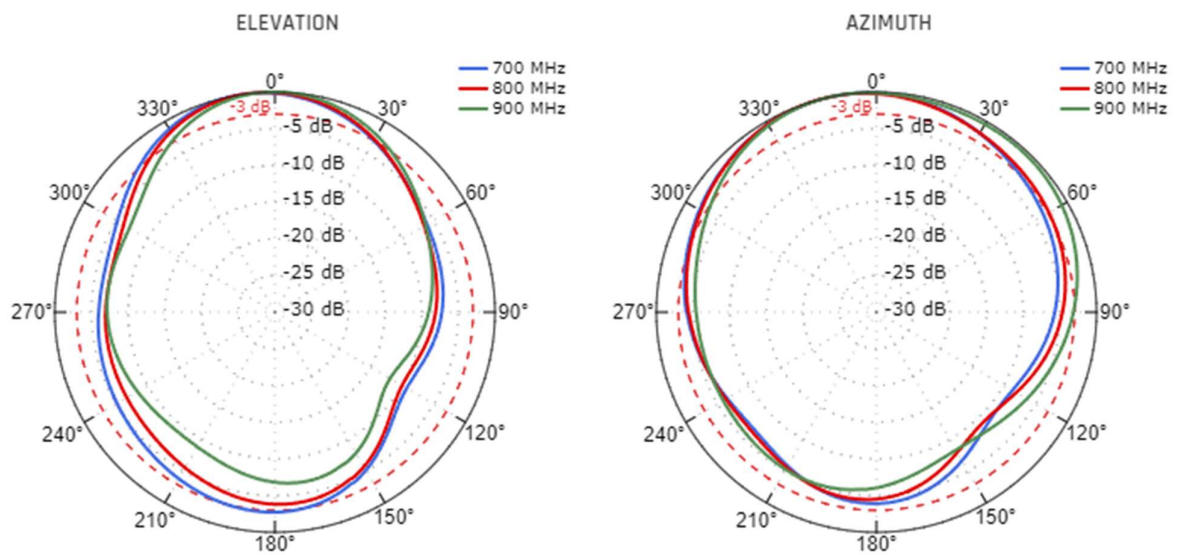 ELEVATION
700 MHz
800 MHz
900 MHz
0°
330°
-3 dB
30°
-5 dB
-10 dB
300°
60°
-15 dB
-20 dB
-25 dB
270°
-30 dB
90°
240°
120°
210°
150°
180°
AZIMUTH
700 MHz
800 MHz
900 MHz
0°
330°
-3 dB
30°
-5 dB
-10 dB
300°
60°
-15 dB
-20 dB
-25 dB
270°
-30 dB
90°
240°
120°
210°
150°
180°